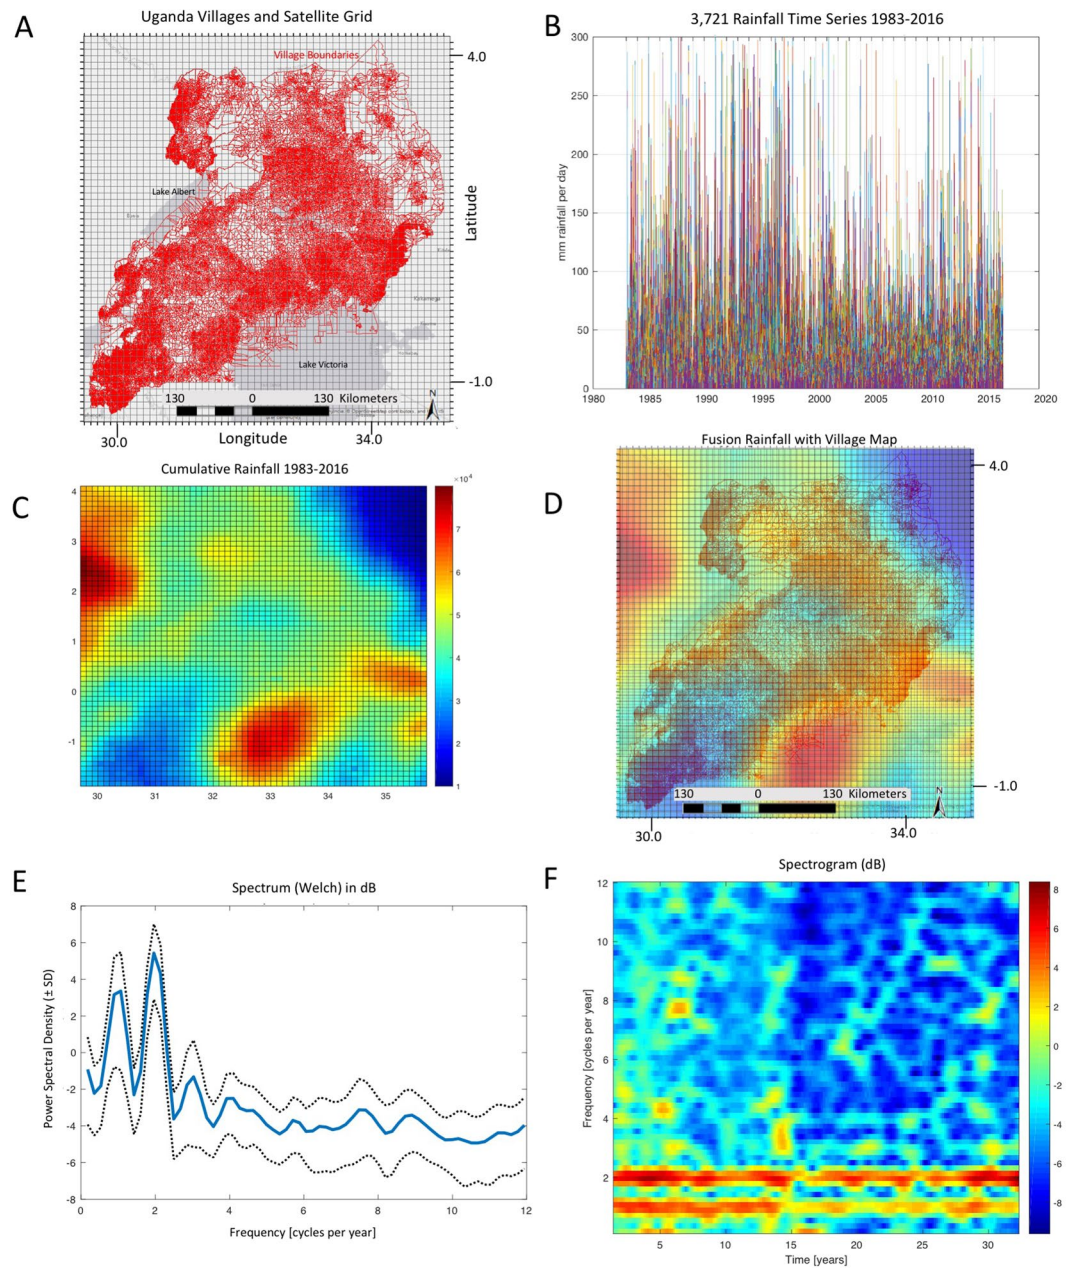 A
Uganda Villages and Satellite Grid
Village Boundaries
4.0
Lake Albert
Latitude
Lake Victoria
-1.0
130 0 130 Kilometers
N
30.0 Longitude 34.0
B
3,721 Rainfall Time Series 1983-2016
mm rainfall per day
300
250
200
150
100
50
0
1980 1985 1990 1995 2000 2005 2010 2015 2020
C
Cumulative Rainfall 1983-2016
×10⁴
4
3
2
1
0
-1
30 31 32 33 34 35
7
6
5
4
3
2
1
D
Fusion Rainfall with Village Map
4.0
-1.0
130 0 130 Kilometers
N
30.0 34.0
E
Spectrum (Welch) in dB
Power Spectral Density (± SD)
8
6
4
2
0
-2
-4
-6
-8
0 2 4 6 8 10 12
Frequency [cycles per year]
F
Spectrogram (dB)
Frequency [cycles per year]
12
10
8
6
4
2
5 10 15 20 25 30
Time [years]
8
6
4
2
0
-2
-4
-6
-8